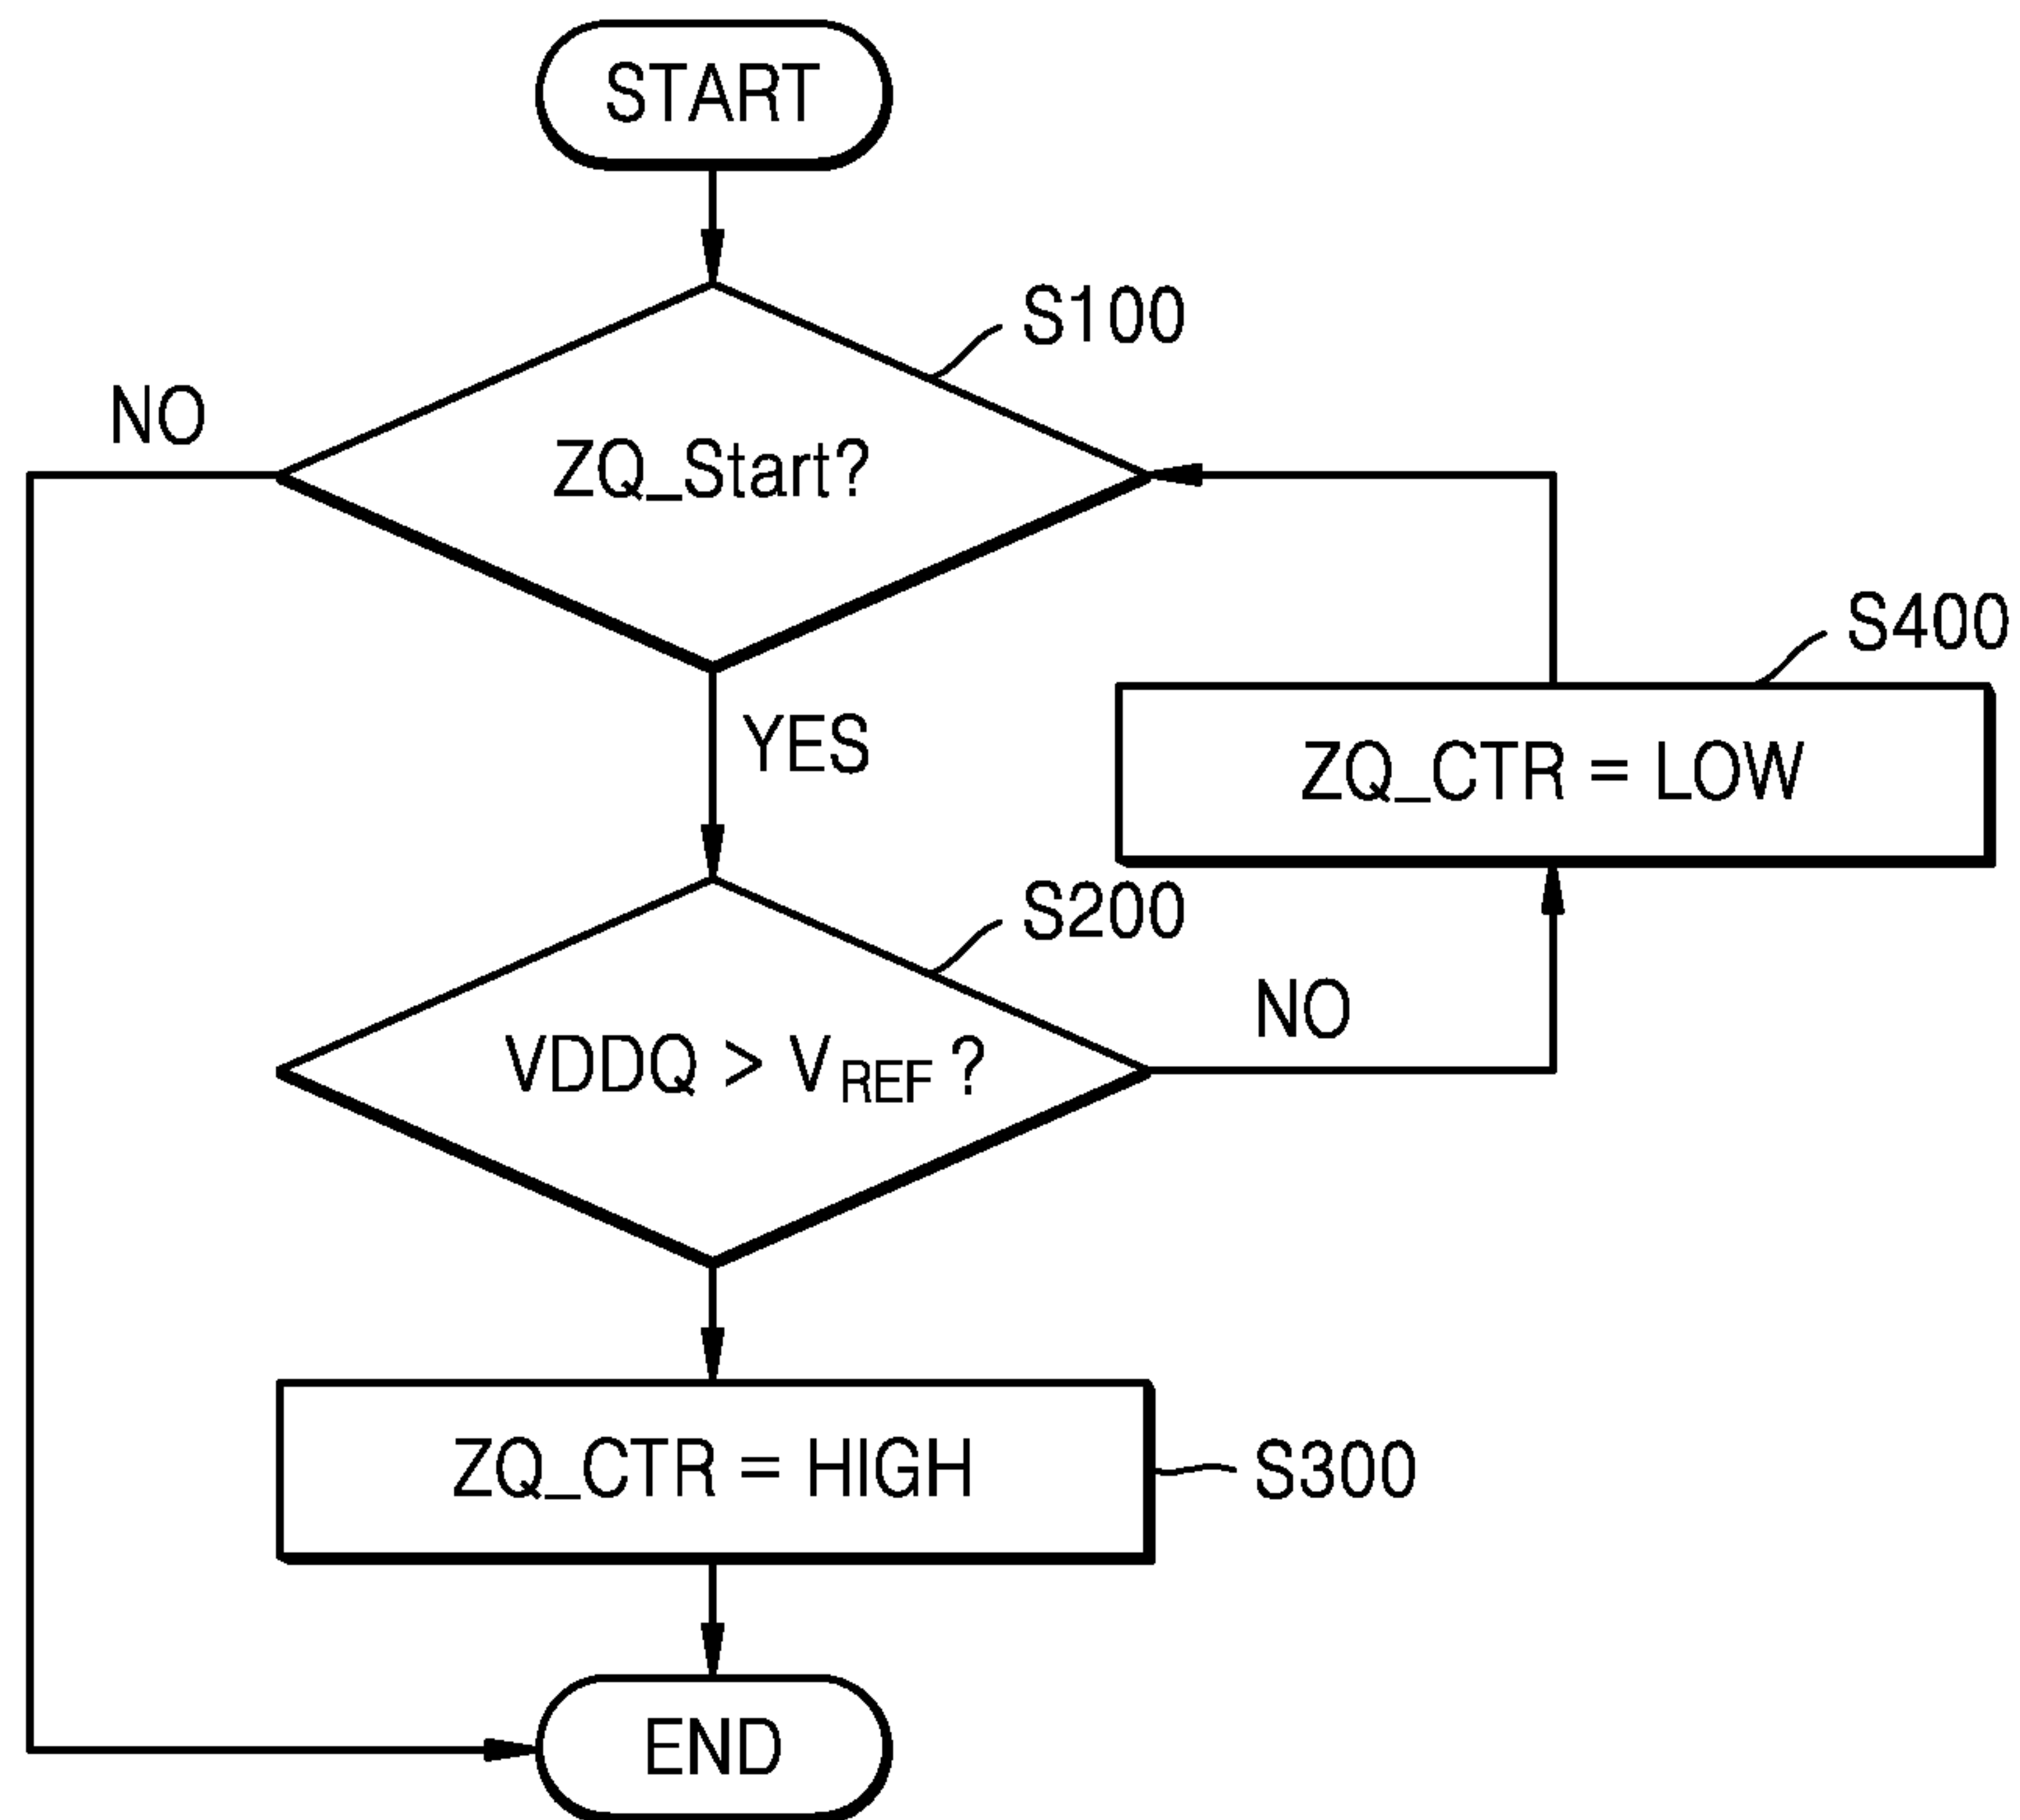 START
S100
NO
ZQ_Start?
S400
YES
ZQ_CTR = LOW
S200
NO
VDDQ > VREF ?
ZQ_CTR = HIGH
S300
END